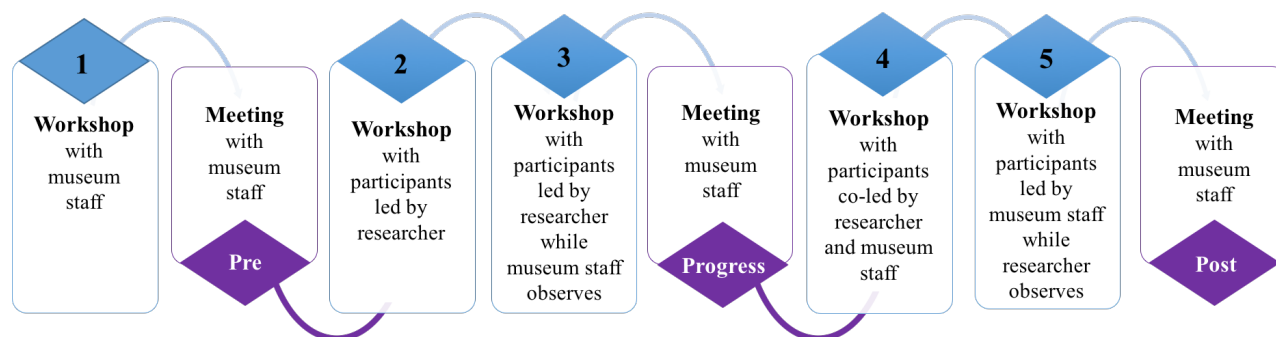 1
Workshop
with
museum
staff
Meeting
with
museum
staff
Pre
2
Workshop
with
participants
led by
researcher
3
Workshop
with
participants
led by
researcher
while
museum staff
observes
Meeting
with
museum
staff
Progress
4
Workshop
with
participants
co-led by
researcher
and museum
staff
5
Workshop
with
participants
led by
museum staff
while
researcher
observes
Meeting
with
museum
staff
Post